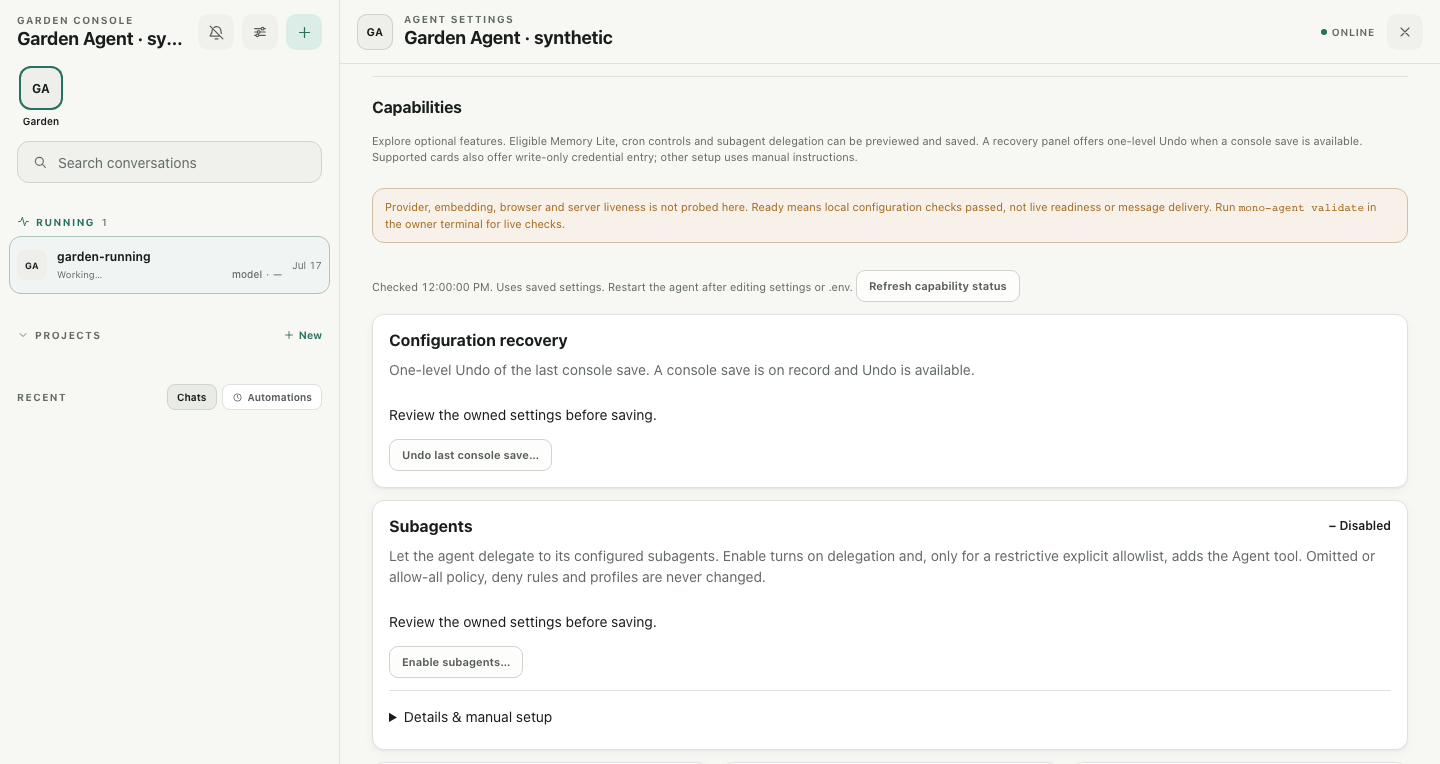 GARDEN CONSOLE
Garden Agent · sy...
GA
Garden
Search conversations
RUNNING 1
GA
garden-running
Working...
model · —
Jul 17
PROJECTS
+ New
RECENT
Chats
Automations
GA
AGENT SETTINGS
Garden Agent · synthetic
ONLINE
Capabilities
Explore optional features. Eligible Memory Lite, cron controls and subagent delegation can be previewed and saved. A recovery panel offers one-level Undo when a console save is available.
Supported cards also offer write-only credential entry; other setup uses manual instructions.
Provider, embedding, browser and server liveness is not probed here. Ready means local configuration checks passed, not live readiness or message delivery. Run mono-agent validate in
the owner terminal for live checks.
Checked 12:00:00 PM. Uses saved settings. Restart the agent after editing settings or .env.
Refresh capability status
Configuration recovery
One-level Undo of the last console save. A console save is on record and Undo is available.
Review the owned settings before saving.
Undo last console save...
Subagents
– Disabled
Let the agent delegate to its configured subagents. Enable turns on delegation and, only for a restrictive explicit allowlist, adds the Agent tool. Omitted or
allow-all policy, deny rules and profiles are never changed.
Review the owned settings before saving.
Enable subagents...
Details & manual setup